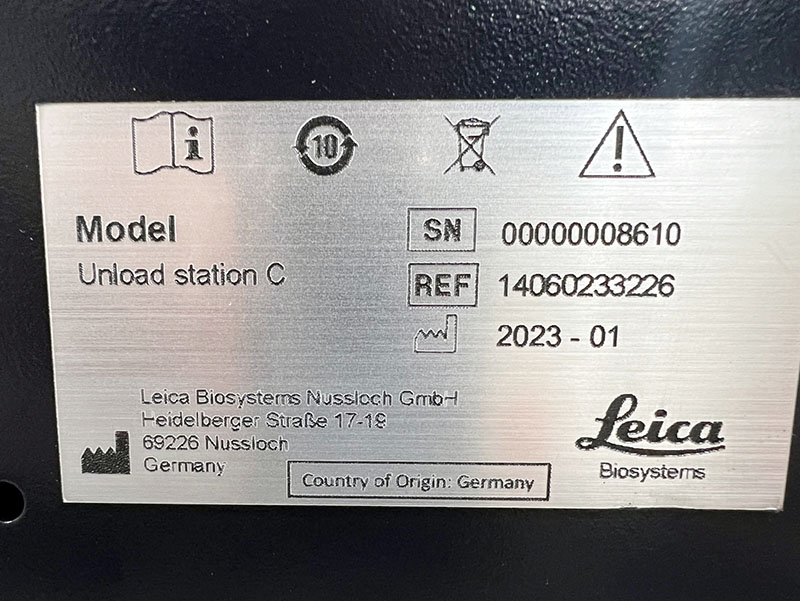 i
10
!
Model
Unload station C
SN 00000008610
REF 14060233226
2023 - 01
Leica Biosystems Nussloch GmbH
Heidelberger Straße 17-19
69226 Nussloch
Germany
Country of Origin: Germany
Leica
Biosystems